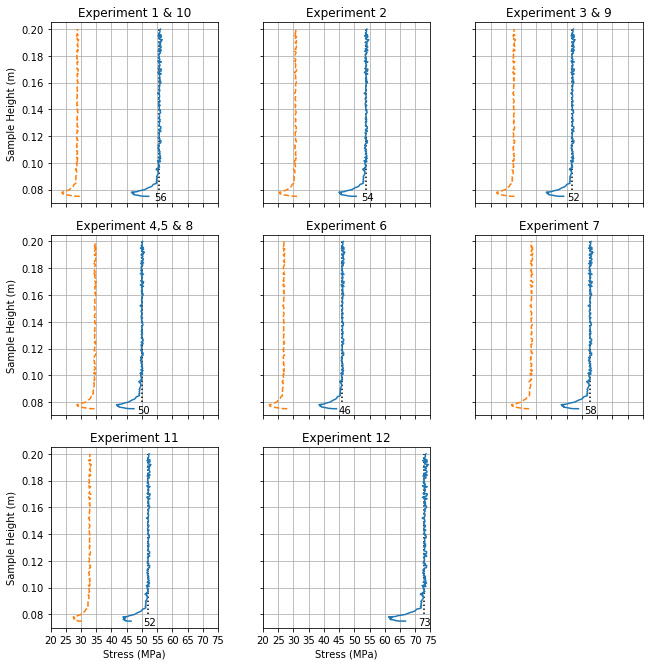 Experiment 1 & 10
Experiment 2
Experiment 3 & 9
0.20
0.18
0.16
0.14
0.12
0.10
0.08
Sample Height (m)
56
54
52
Experiment 4,5 & 8
Experiment 6
Experiment 7
0.20
0.18
0.16
0.14
0.12
0.10
0.08
Sample Height (m)
50
46
58
Experiment 11
Experiment 12
0.20
0.18
0.16
0.14
0.12
0.10
0.08
Sample Height (m)
52
73
20 25 30 35 40 45 50 55 60 65 70 75
20 25 30 35 40 45 50 55 60 65 70 75
Stress (MPa)
Stress (MPa)